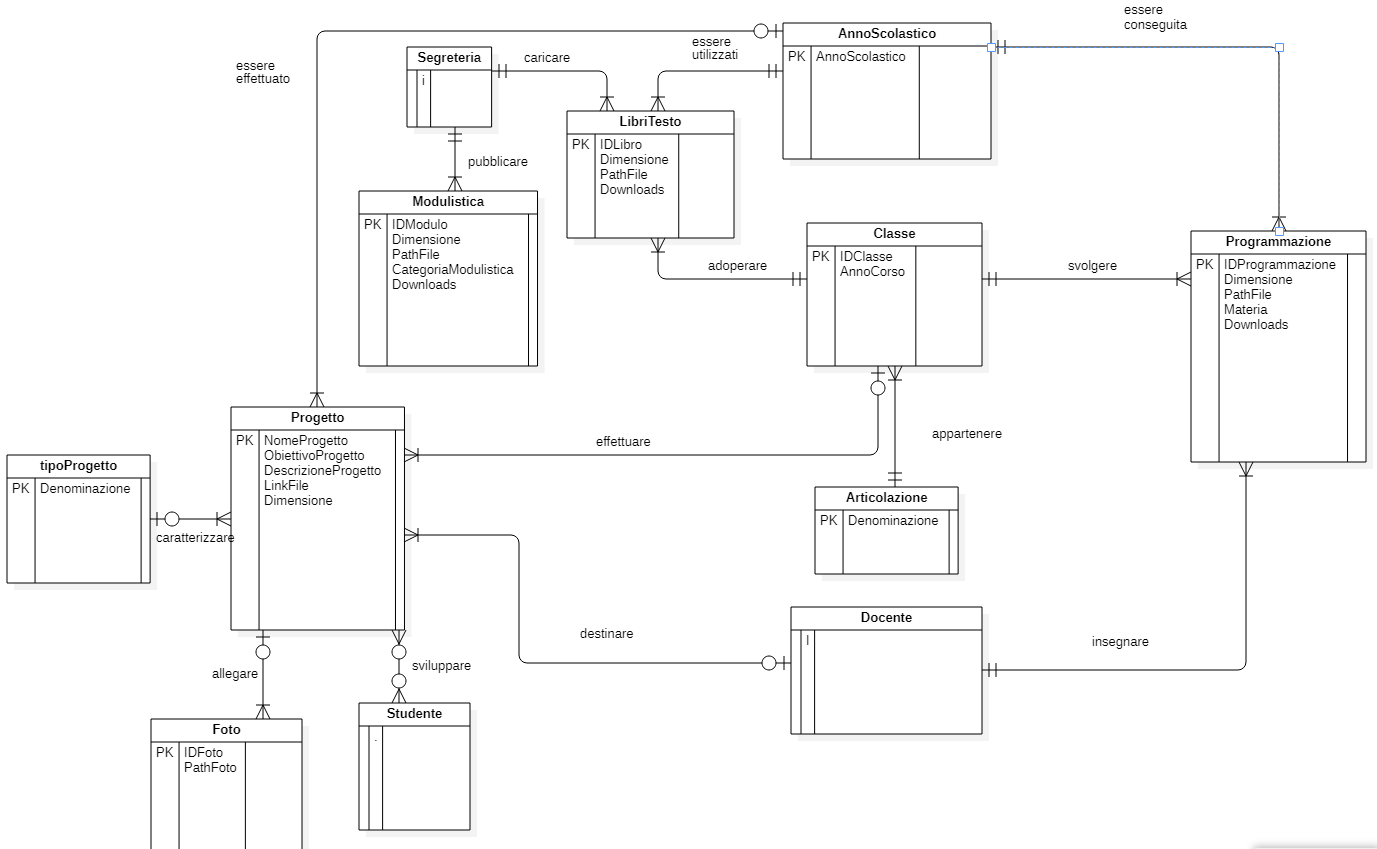 essere
conseguita
AnnoScolastico
PK AnnoScolastico
essere
utilizzati
Segreteria
i
caricare
essere
effettuato
LibriTesto
PK IDLibro
Dimensione
PathFile
Downloads
pubblicare
Modulistica
PK IDModulo
Dimensione
PathFile
CategoriaModulistica
Downloads
Classe
PK IDClasse
AnnoCorso
adoperare
svolgere
Programmazione
PK IDProgrammazione
Dimensione
PathFile
Materia
Downloads
Progetto
PK NomeProgetto
ObiettivoProgetto
DescrizioneProgetto
LinkFile
Dimensione
effettuare
appartenere
tipoProgetto
PK Denominazione
caratterizzare
Articolazione
PK Denominazione
Docente
destinare
insegnare
allegare
sviluppare
Foto
PK IDFoto
PathFoto
Studente